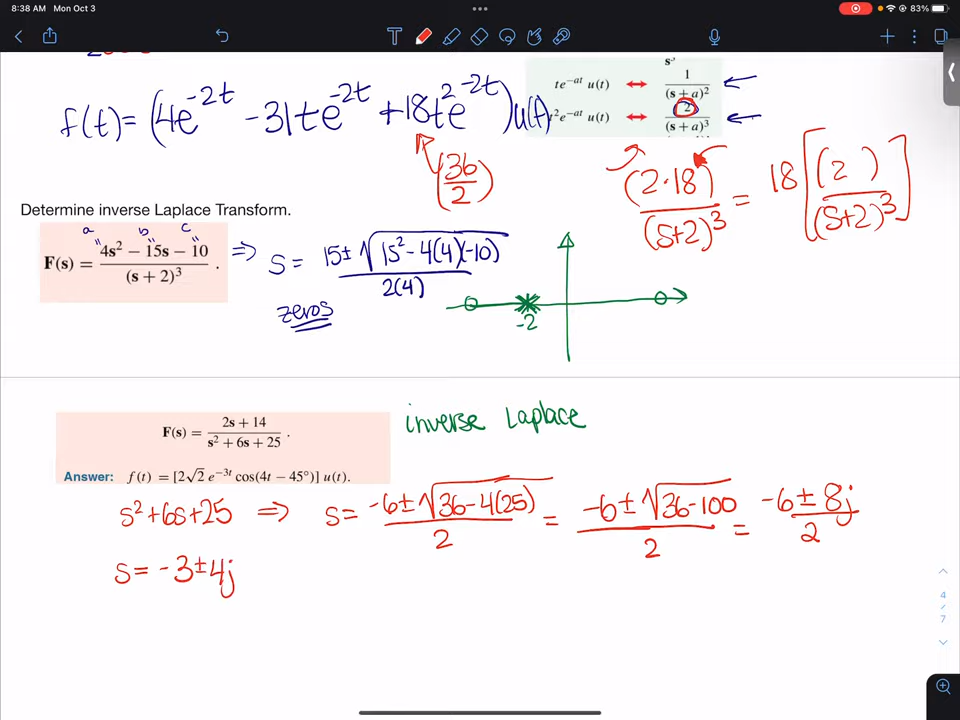 8:38 AM Mon Oct 3
83%
f(t) = (4e^{-2t} - 31te^{-2t} + 18t^2e^{-2t})u(t)
s²
te^{-at} u(t) ↔ 1/(s + a)^2 ←
t^2e^{-at} u(t) ↔ 2/(s + a)^3 ←
(36/2)
(2·18)/(s+2)^3 = 18[(2 )/(s+2)^3]
Determine inverse Laplace Transform.
a b c
F(s) = (4s^2 − 15s − 10)/(s + 2)^3 .
⇒ s = (15 ± √(15^2 - 4(4)(-10)))/2(4)
zeros
-2
F(s) = (2s + 14)/(s^2 + 6s + 25) .
inverse Laplace
Answer: f(t) = [2√2 e^{−3t} cos(4t − 45°)] u(t).
s^2+6s+25 ⇒ s = (-6 ± √(36-4(25)))/2 = (-6 ± √(36-100))/2 = (-6 ± 8j)/2
s = -3 ± 4j
4
/
7